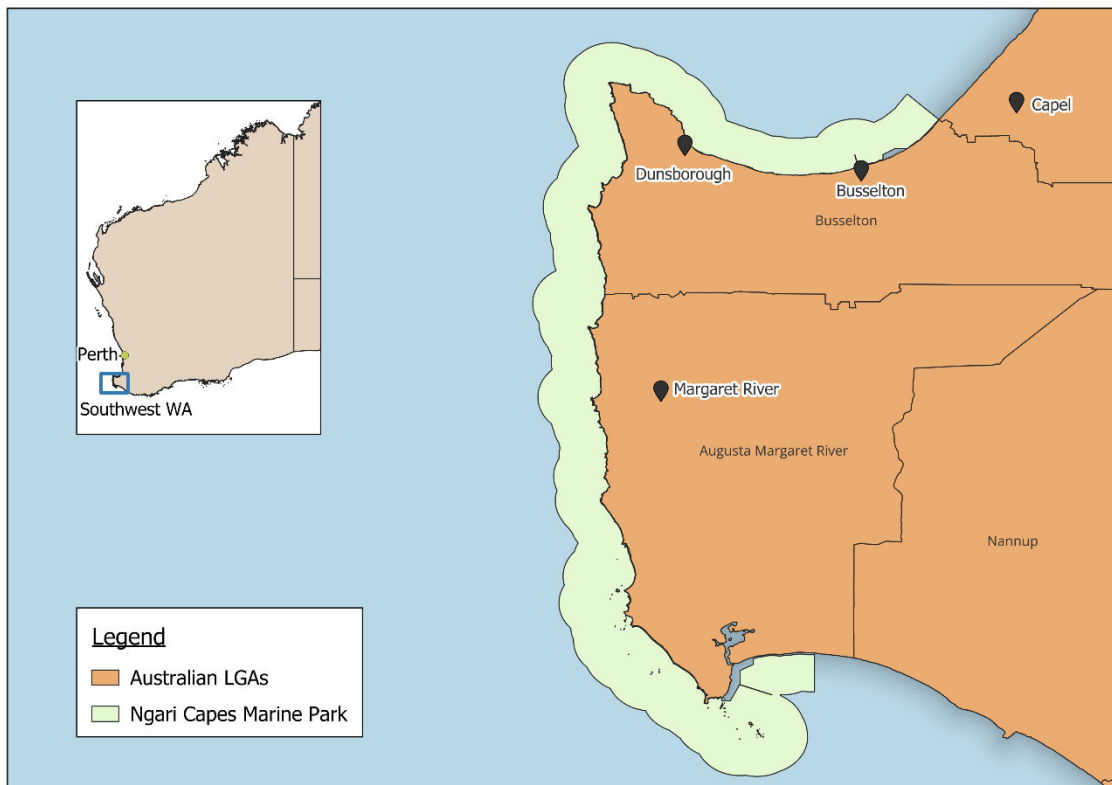 Capel
Dunsborough
Busselton
Busselton
Perth
Southwest WA
Margaret River
Augusta Margaret River
Nannup
Legend
Australian LGAs
Ngari Capes Marine Park